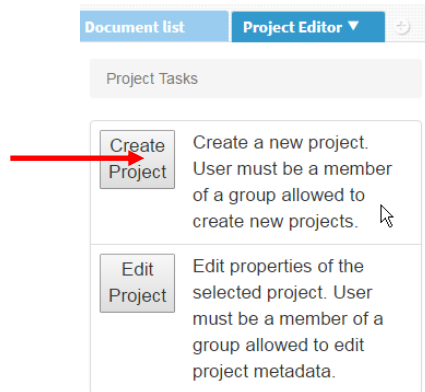 Document list
Project Editor ▼
Project Tasks
Create Project
Create a new project.
User must be a member
of a group allowed to
create new projects.
Edit Project
Edit properties of the
selected project. User
must be a member of a
group allowed to edit
project metadata.